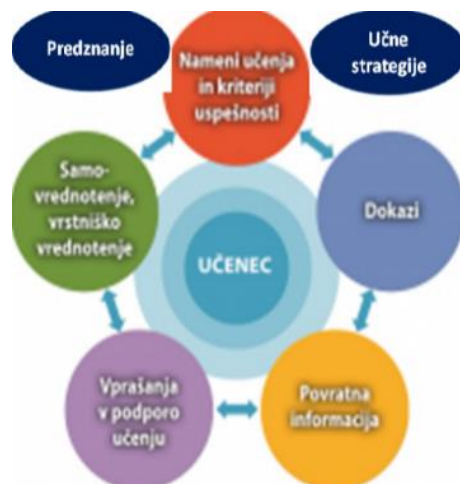 Predznanje
Učne
strategije
Nameni učenja
in kriteriji
uspešnosti
Samo-
vrednotenje,
vrstniško
vrednotenje
Dokazi
UČENEC
Vprašanja
v podporo
učenju
Povratna
informacija